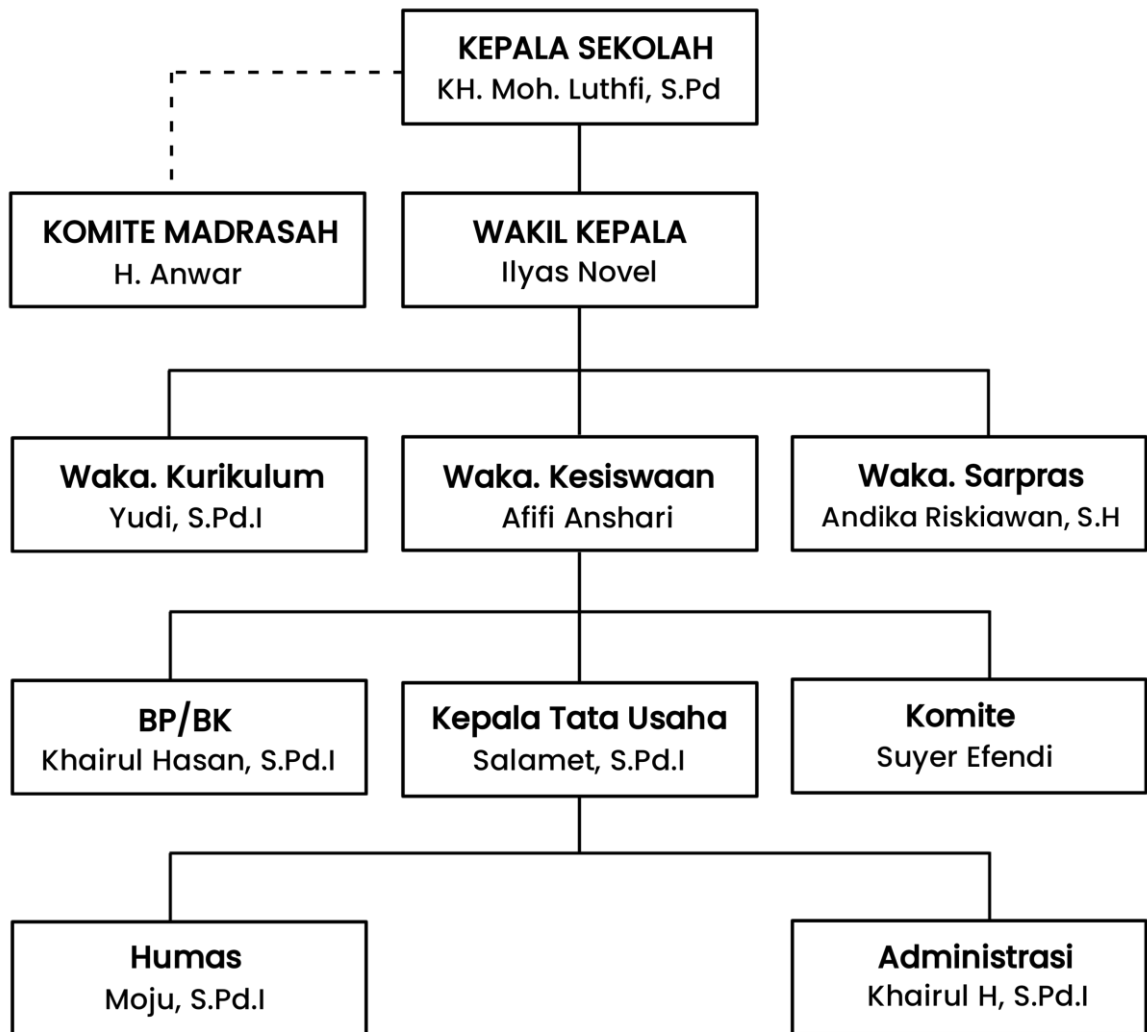 KEPALA SEKOLAH
KH. Moh. Luthfi, S.Pd
KOMITE MADRASAH
H. Anwar
WAKIL KEPALA
Ilyas Novel
Waka. Kurikulum
Yudi, S.Pd.I
Waka. Kesiswaan
Afifi Anshari
Waka. Sarpras
Andika Riskiawan, S.H
BP/BK
Khairul Hasan, S.Pd.I
Kepala Tata Usaha
Salamet, S.Pd.I
Komite
Suyer Efendi
Humas
Moju, S.Pd.I
Administrasi
Khairul H, S.Pd.I